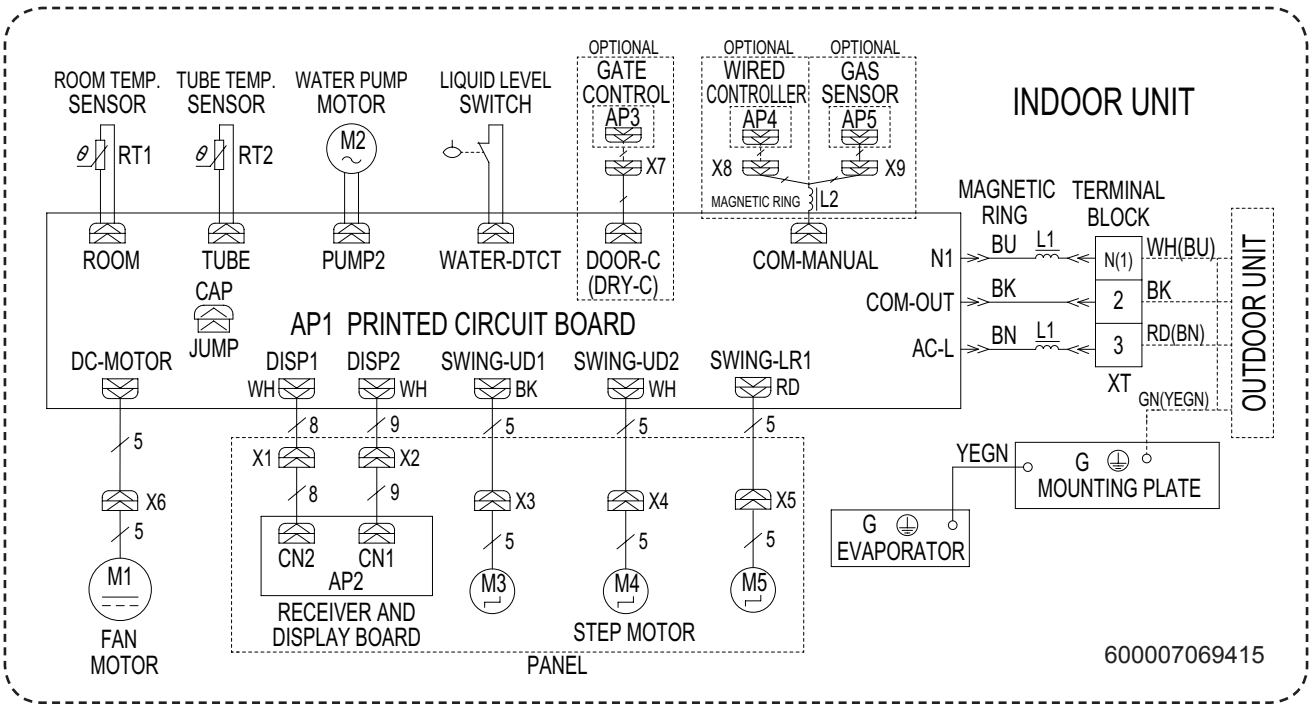 INDOOR UNIT
ROOM TEMP.
SENSOR
θ
RT1
ROOM
TUBE TEMP.
SENSOR
θ
RT2
TUBE
WATER PUMP
MOTOR
M2
PUMP2
LIQUID LEVEL
SWITCH
WATER-DTCT
OPTIONAL
GATE
CONTROL
AP3
X7
DOOR-C
(DRY-C)
OPTIONAL
WIRED
CONTROLLER
AP4
X8
OPTIONAL
GAS
SENSOR
AP5
X9
MAGNETIC RING
L2
COM-MANUAL
MAGNETIC
RING
TERMINAL
BLOCK
N1
BU
L1
N(1)
WH(BU)
COM-OUT
BK
2
BK
AC-L
BN
L1
3
RD(BN)
XT
GN(YEGN)
OUTDOOR UNIT
CAP
JUMP
AP1 PRINTED CIRCUIT BOARD
DC-MOTOR
DISP1
DISP2
SWING-UD1
SWING-UD2
SWING-LR1
WH
WH
BK
WH
RD
5
8
9
5
5
5
X6
X1
X2
X3
X4
X5
5
8
9
5
5
5
CN2
CN1
AP2
M1
M3
M4
M5
FAN
MOTOR
RECEIVER AND
DISPLAY BOARD
STEP MOTOR
PANEL
YEGN
G
MOUNTING PLATE
G
EVAPORATOR
600007069415